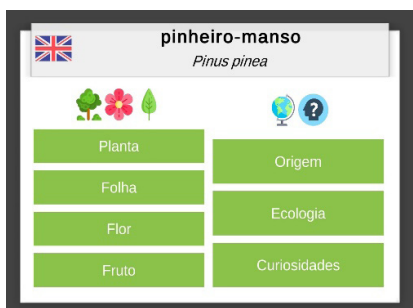 pinheiro-manso
Pinus pinea
Planta
Folha
Flor
Fruto
Origem
Ecologia
Curiosidades